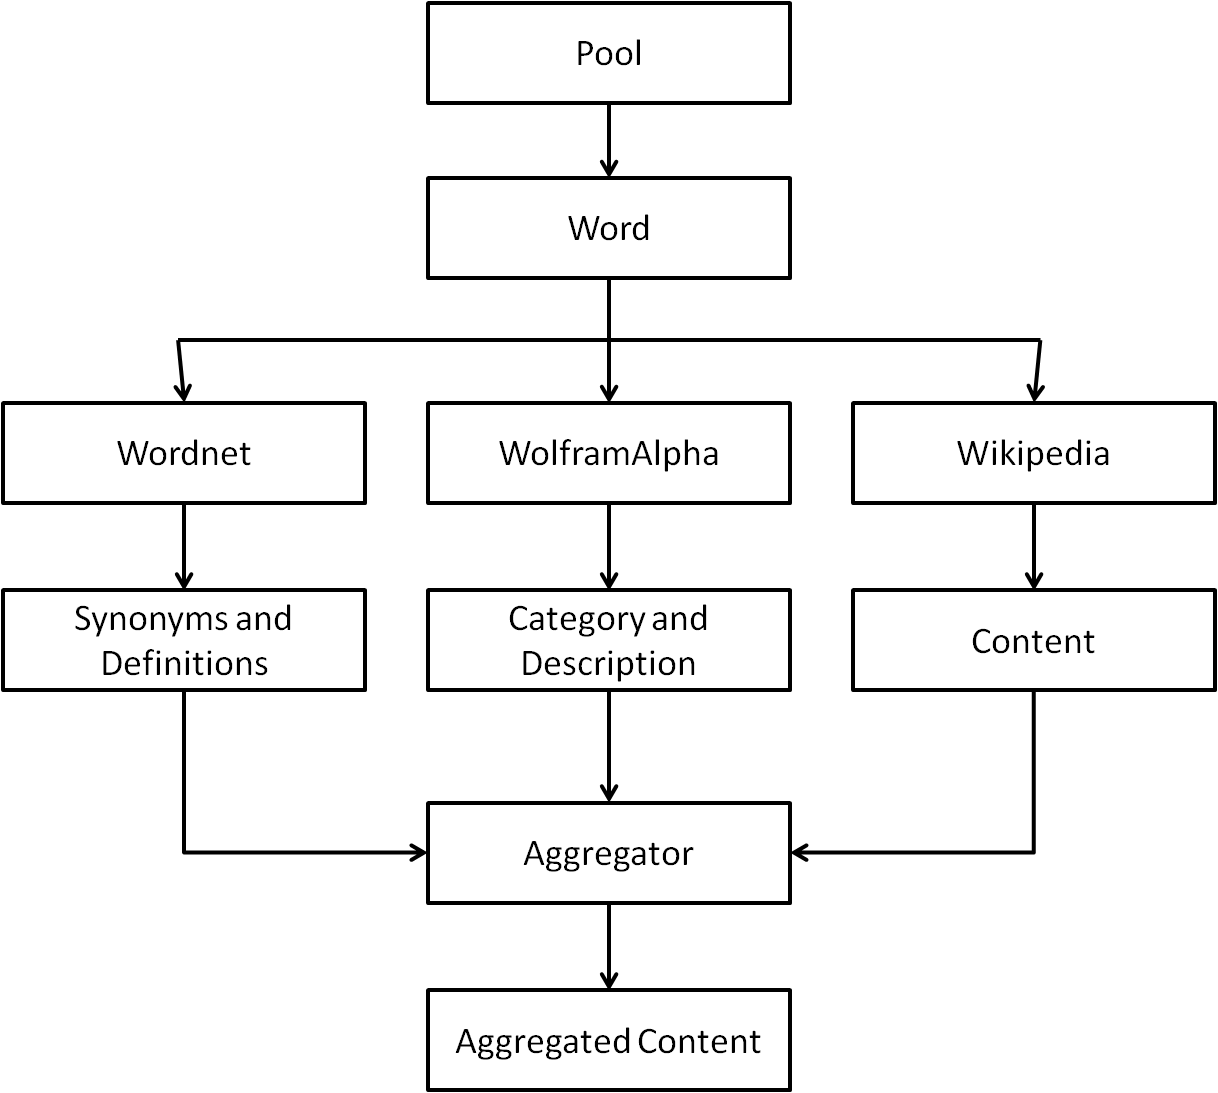 Pool
Word
Wordnet
WolframAlpha
Wikipedia
Synonyms and
Definitions
Category and
Description
Content
Aggregator
Aggregated Content